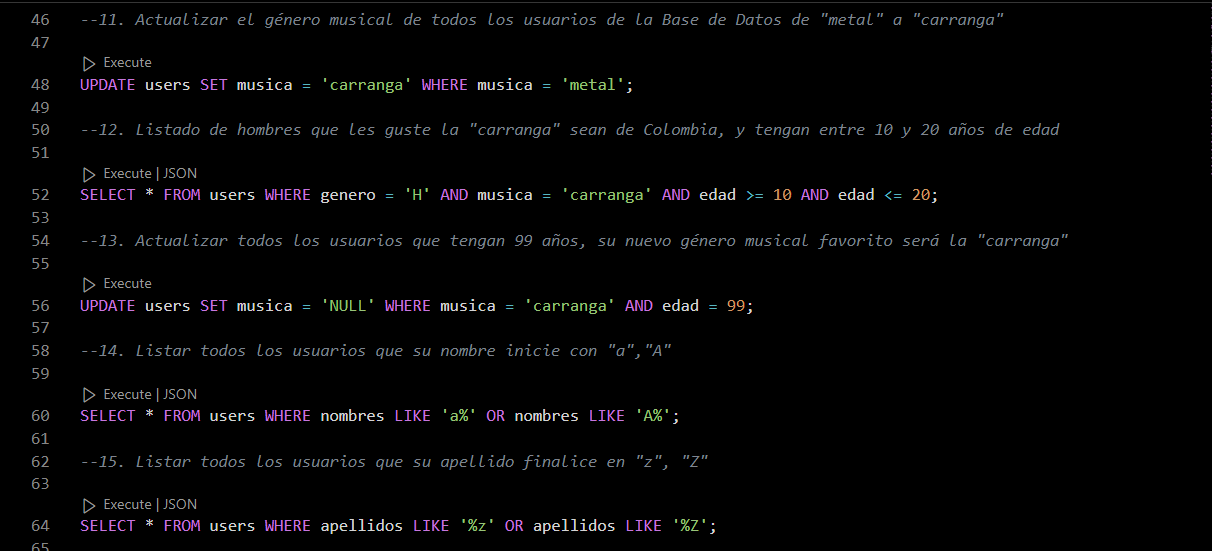 46 --11. Actualizar el género musical de todos los usuarios de la Base de Datos de "metal" a "carranga"
47
Execute
48 UPDATE users SET musica = 'carranga' WHERE musica = 'metal';
49
50 --12. Listado de hombres que les guste la "carranga" sean de Colombia, y tengan entre 10 y 20 años de edad
51
Execute | JSON
52 SELECT * FROM users WHERE genero = 'H' AND musica = 'carranga' AND edad >= 10 AND edad <= 20;
53
54 --13. Actualizar todos los usuarios que tengan 99 años, su nuevo género musical favorito será la "carranga"
55
Execute
56 UPDATE users SET musica = 'NULL' WHERE musica = 'carranga' AND edad = 99;
57
58 --14. Listar todos los usuarios que su nombre inicie con "a","A"
59
Execute | JSON
60 SELECT * FROM users WHERE nombres LIKE 'a%' OR nombres LIKE 'A%';
61
62 --15. Listar todos los usuarios que su apellido finalice en "z", "Z"
63
Execute | JSON
64 SELECT * FROM users WHERE apellidos LIKE '%z' OR apellidos LIKE '%Z';
65